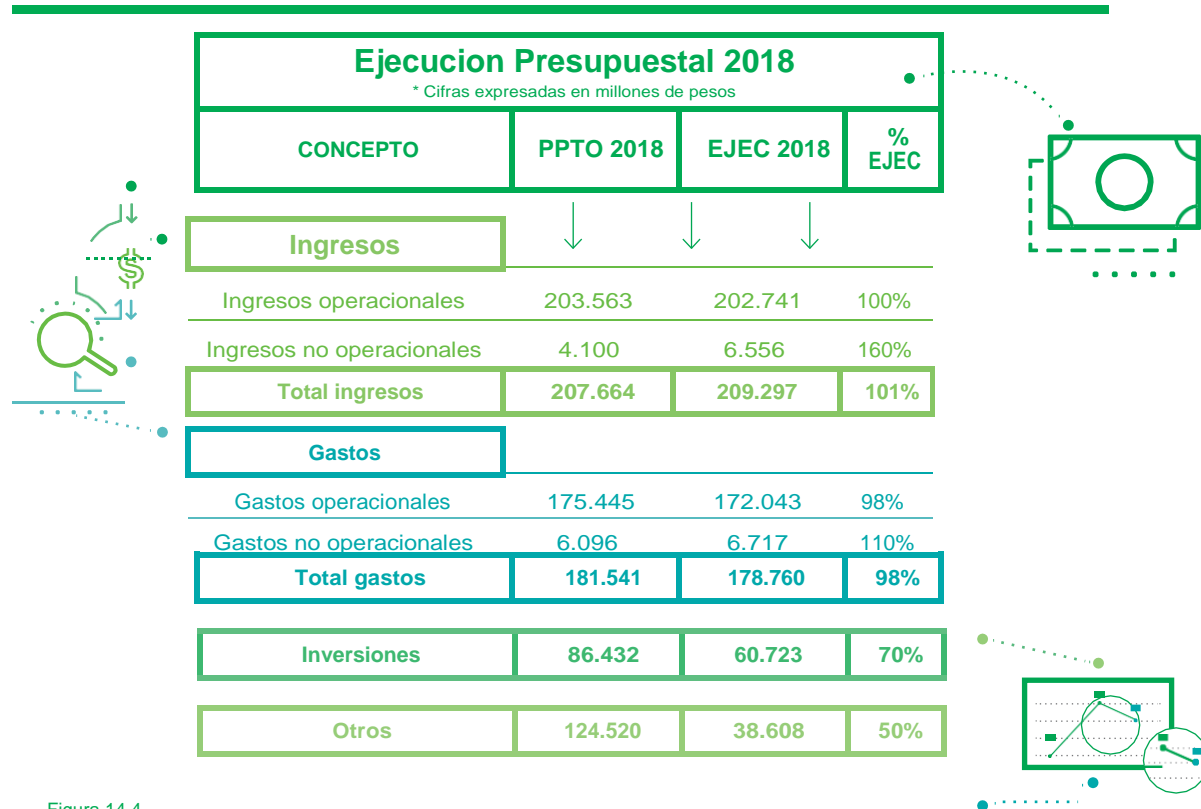 Ejecucion Presupuestal 2018
* Cifras expresadas en millones de pesos
CONCEPTO PPTO 2018 EJEC 2018 % EJEC
Ingresos
Ingresos operacionales 203.563 202.741 100%
Ingresos no operacionales 4.100 6.556 160%
Total ingresos 207.664 209.297 101%
Gastos
Gastos operacionales 175.445 172.043 98%
Gastos no operacionales 6.096 6.717 110%
Total gastos 181.541 178.760 98%
Inversiones 86.432 60.723 70%
Otros 124.520 38.608 50%
$
Figura 14.4